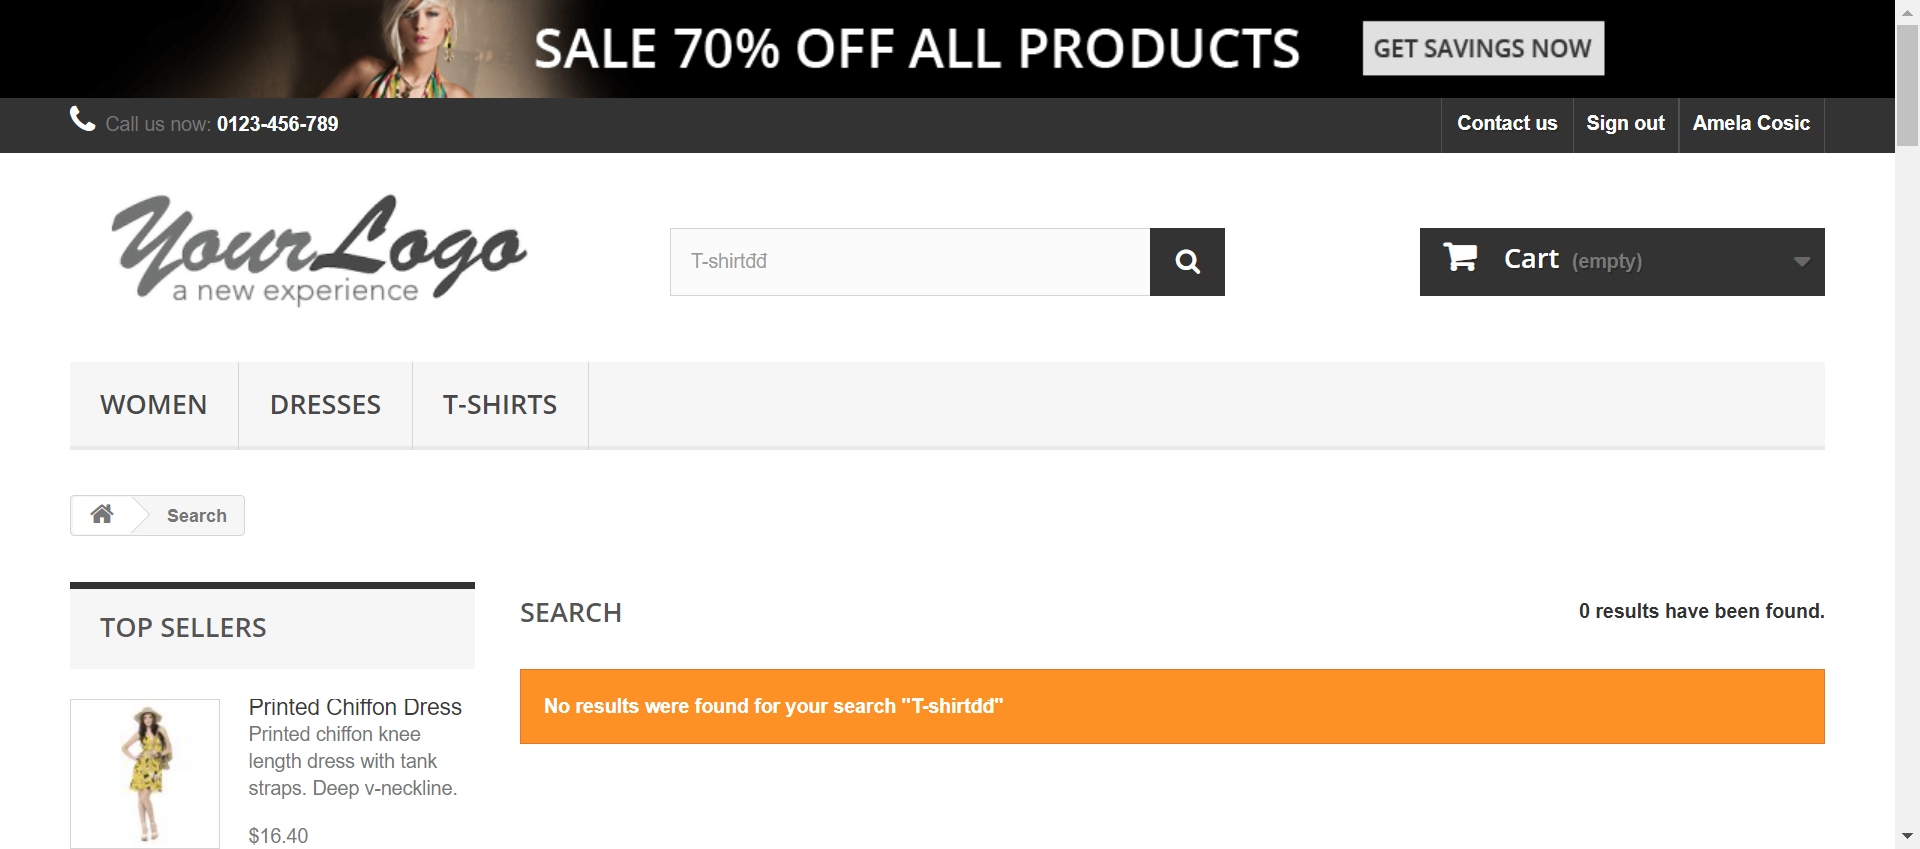 SALE 70% OFF ALL PRODUCTS GET SAVINGS NOW
Call us now: 0123-456-789
Contact us Sign out Amela Cosic
YourLogo
a new experience
T-shirtđđ
Cart (empty)
WOMEN DRESSES T-SHIRTS
Search
TOP SELLERS
Printed Chiffon Dress
Printed chiffon knee
length dress with tank
straps. Deep v-neckline.
$16.40
SEARCH
0 results have been found.
No results were found for your search "T-shirtđđ"